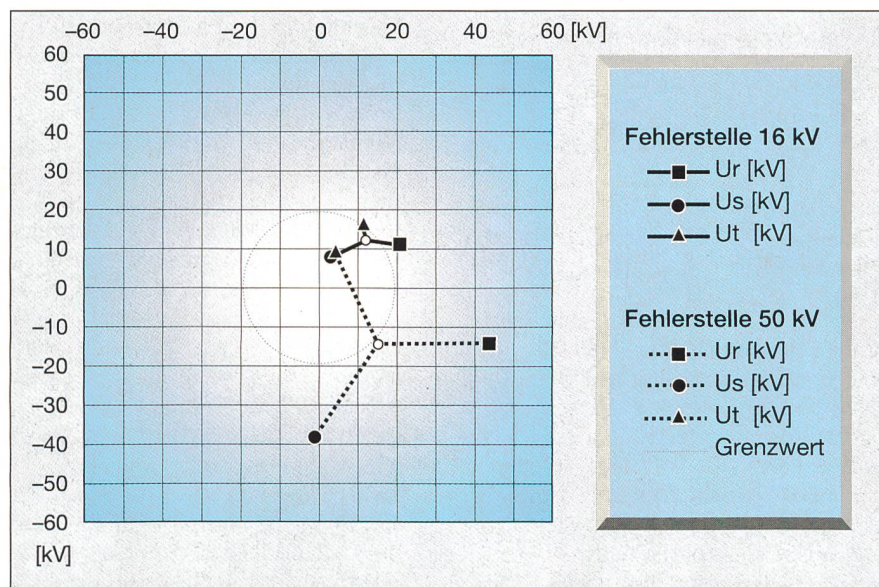 –60 –40 –20 0 20 40 60 [kV]
60
50
40
30
20
10
0
–10
–20
–30
–40
–50
–60
[kV]
Fehlerstelle 16 kV
Ur [kV]
Us [kV]
Ut [kV]
Fehlerstelle 50 kV
Ur [kV]
Us [kV]
Ut [kV]
Grenzwert